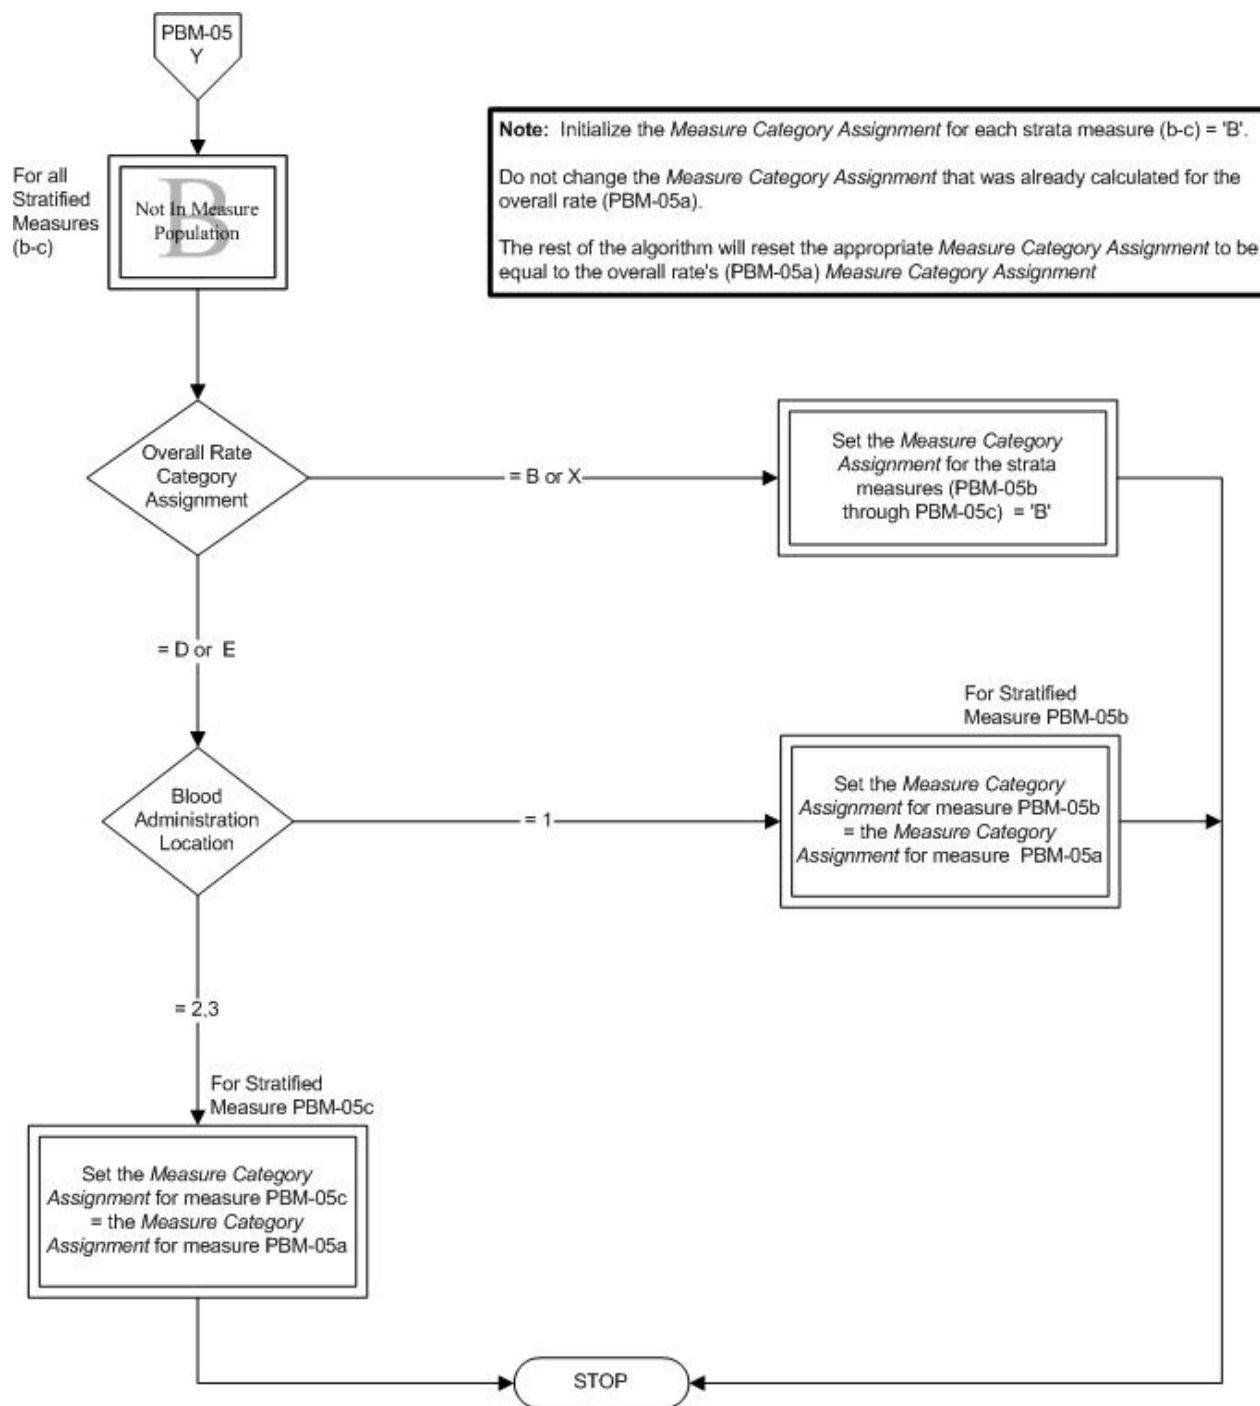 PBM-05
Y
Note: Initialize the Measure Category Assignment for each strata measure (b-c) = 'B'.
Do not change the Measure Category Assignment that was already calculated for the
overall rate (PBM-05a).
The rest of the algorithm will reset the appropriate Measure Category Assignment to be
equal to the overall rate's (PBM-05a) Measure Category Assignment
For all
Stratified
Measures
(b-c)
B
Not In Measure
Population
Overall Rate
Category
Assignment
= B or X
Set the Measure Category
Assignment for the strata
measures (PBM-05b
through PBM-05c) = 'B'
= D or E
For Stratified
Measure PBM-05b
Blood
Administration
Location
= 1
Set the Measure Category
Assignment for measure PBM-05b
= the Measure Category
Assignment for measure PBM-05a
= 2,3
For Stratified
Measure PBM-05c
Set the Measure Category
Assignment for measure PBM-05c
= the Measure Category
Assignment for measure PBM-05a
STOP